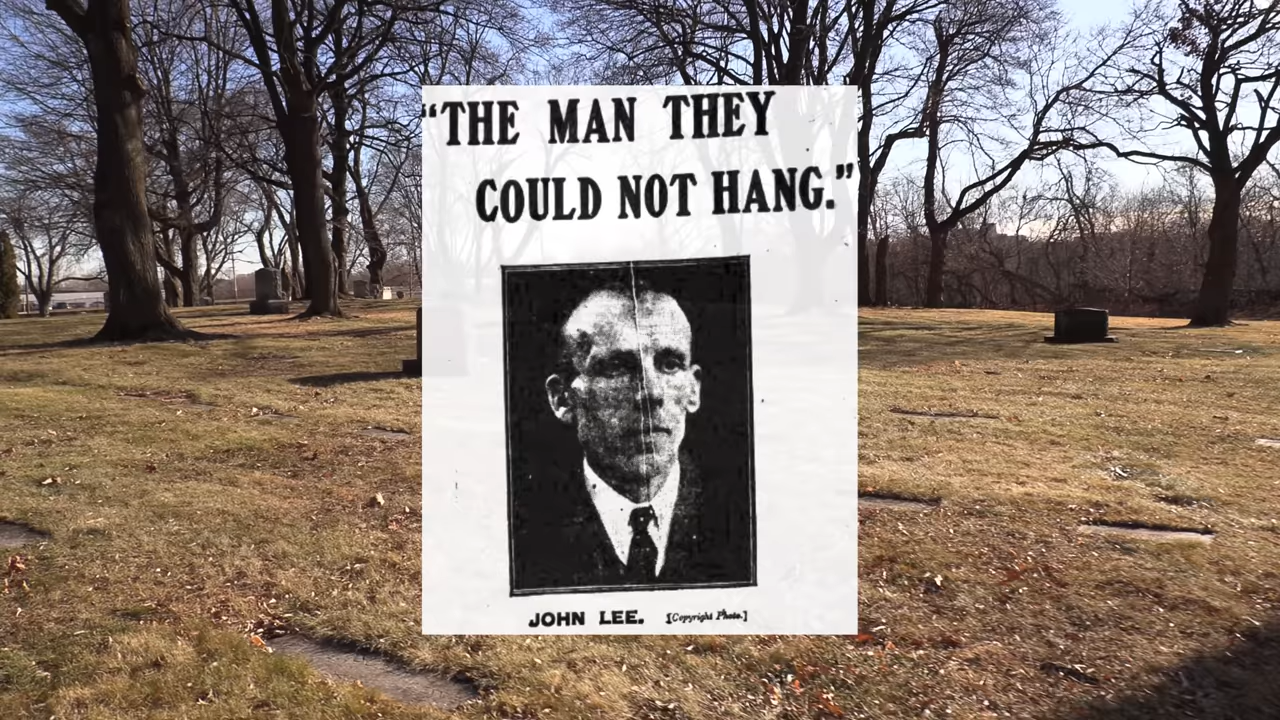 “THE MAN THEY
COULD NOT HANG.”
JOHN LEE. [Copyright Photo.]